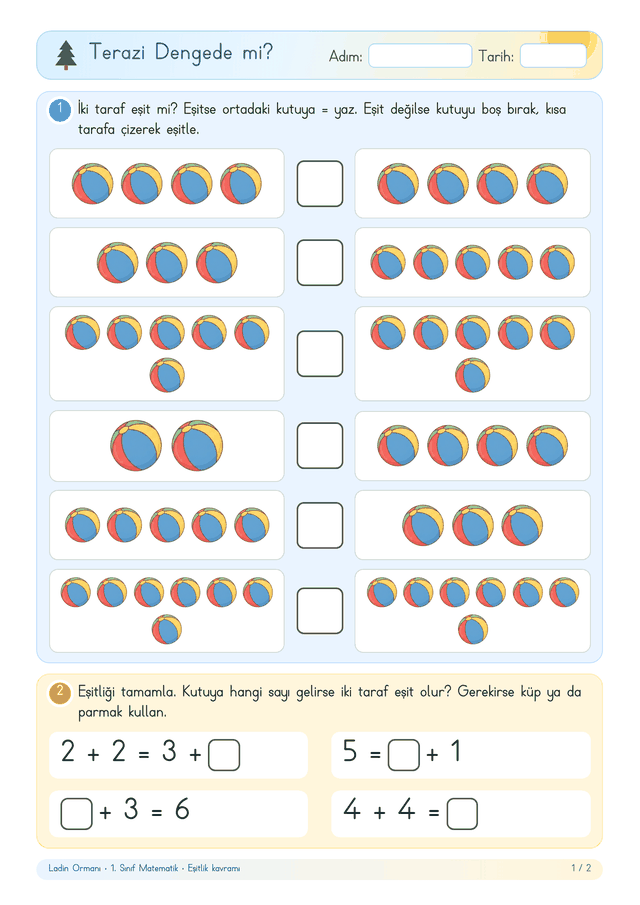 Terazi Dengede mi?
Adım:
Tarih:
1
İki taraf eşit mi? Eşitse ortadaki kutuya = yaz. Eşit değilse kutuyu boş bırak, kısa
tarafa çizerek eşitle.
2
Eşitliği tamamla. Kutuya hangi sayı gelirse iki taraf eşit olur? Gerekirse küp ya da
parmak kullan.
2 + 2 = 3 +
5 = + 1
+ 3 = 6
4 + 4 =
Ladin Ormanı • 1. Sınıf Matematik • Eşitlik kavramı
1 / 2